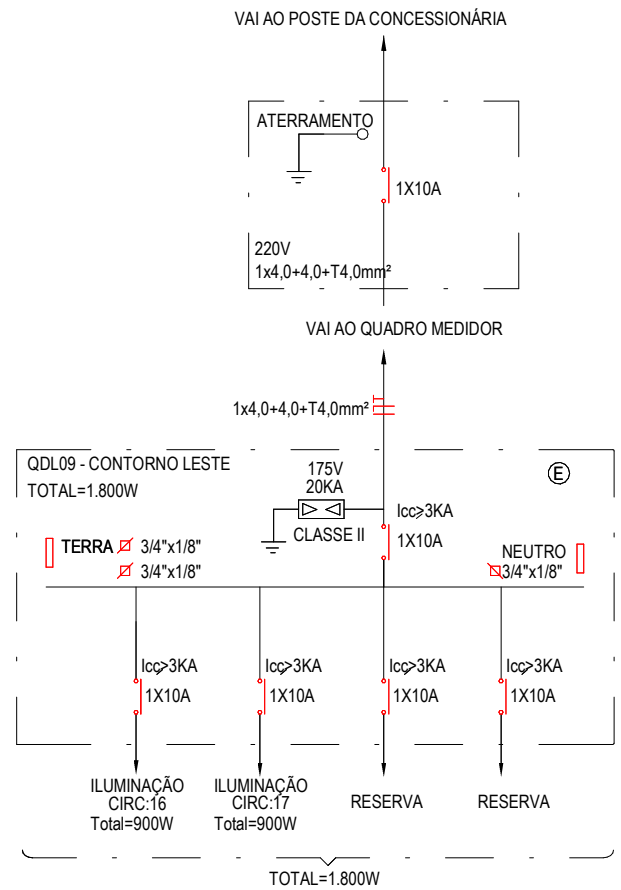 VAI AO POSTE DA CONCESSIONÁRIA
ATERRAMENTO
1X10A
220V
1x4,0+4,0+T4,0mm²
VAI AO QUADRO MEDIDOR
1x4,0+4,0+T4,0mm²
QDL09 - CONTORNO LESTE
TOTAL=1.800W
175V
20KA
CLASSE II
E
Icc≥3KA
1X10A
TERRA
3/4"x1/8"
3/4"x1/8"
NEUTRO
3/4"x1/8"
Icc≥3KA
1X10A
Icc≥3KA
1X10A
Icc≥3KA
1X10A
Icc≥3KA
1X10A
ILUMINAÇÃO
CIRC:16
Total=900W
ILUMINAÇÃO
CIRC:17
Total=900W
RESERVA
RESERVA
TOTAL=1.800W